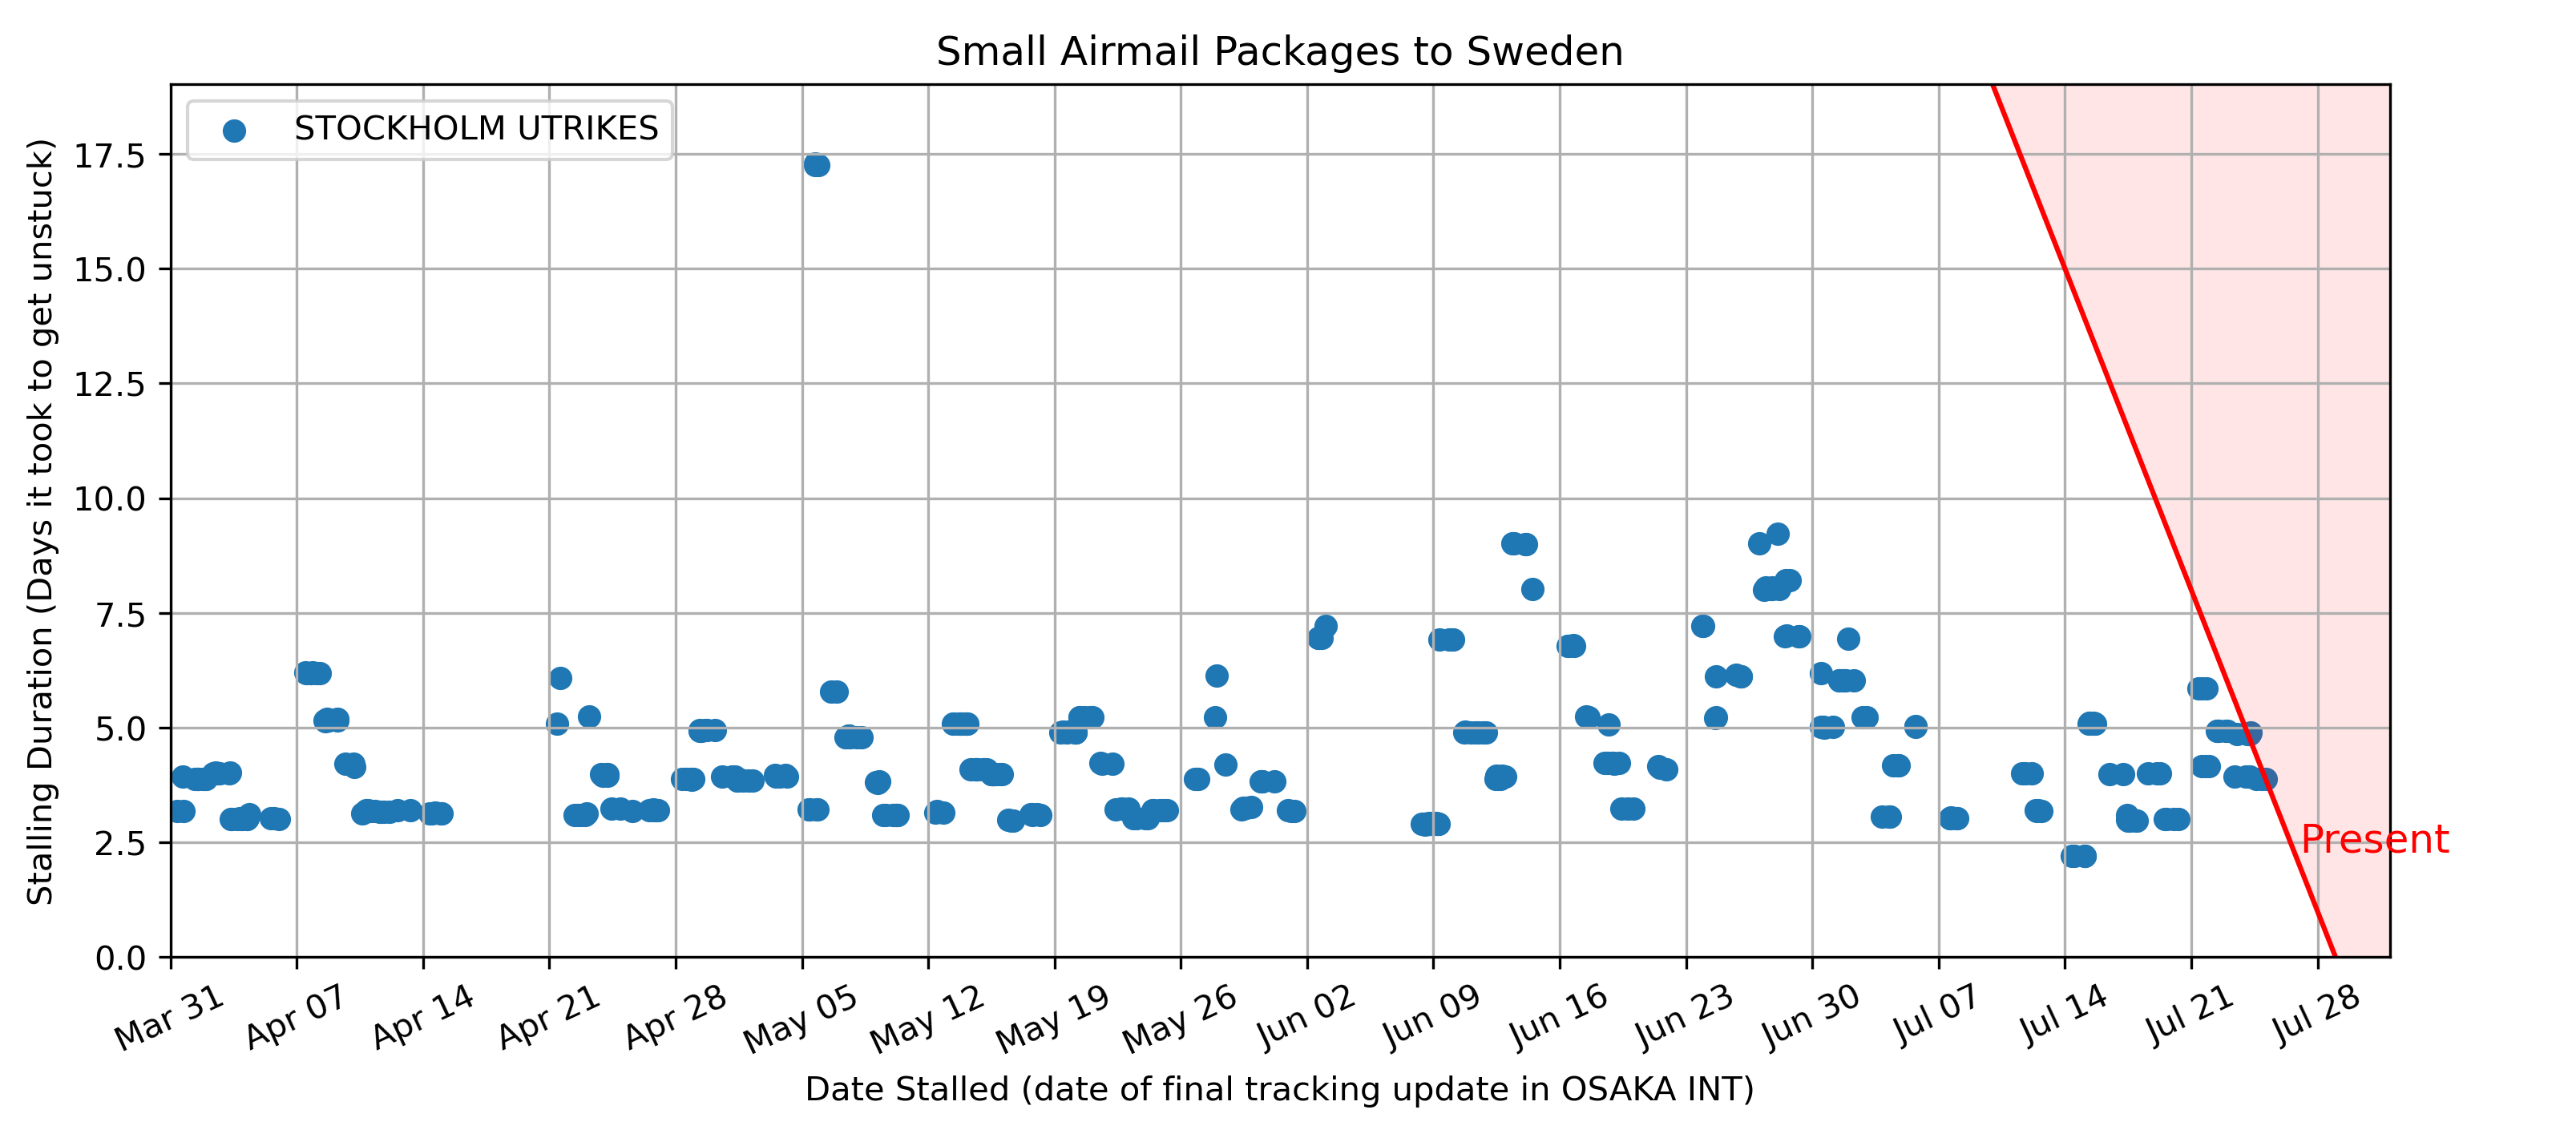 Small Airmail Packages to Sweden
STOCKHOLM UTRIKES
Stalling Duration (Days it took to get unstuck)
17.5
15.0
12.5
10.0
7.5
5.0
2.5
0.0
Present
Mar 31
Apr 07
Apr 14
Apr 21
Apr 28
May 05
May 12
May 19
May 26
Jun 02
Jun 09
Jun 16
Jun 23
Jun 30
Jul 07
Jul 14
Jul 21
Jul 28
Date Stalled (date of final tracking update in OSAKA INT)